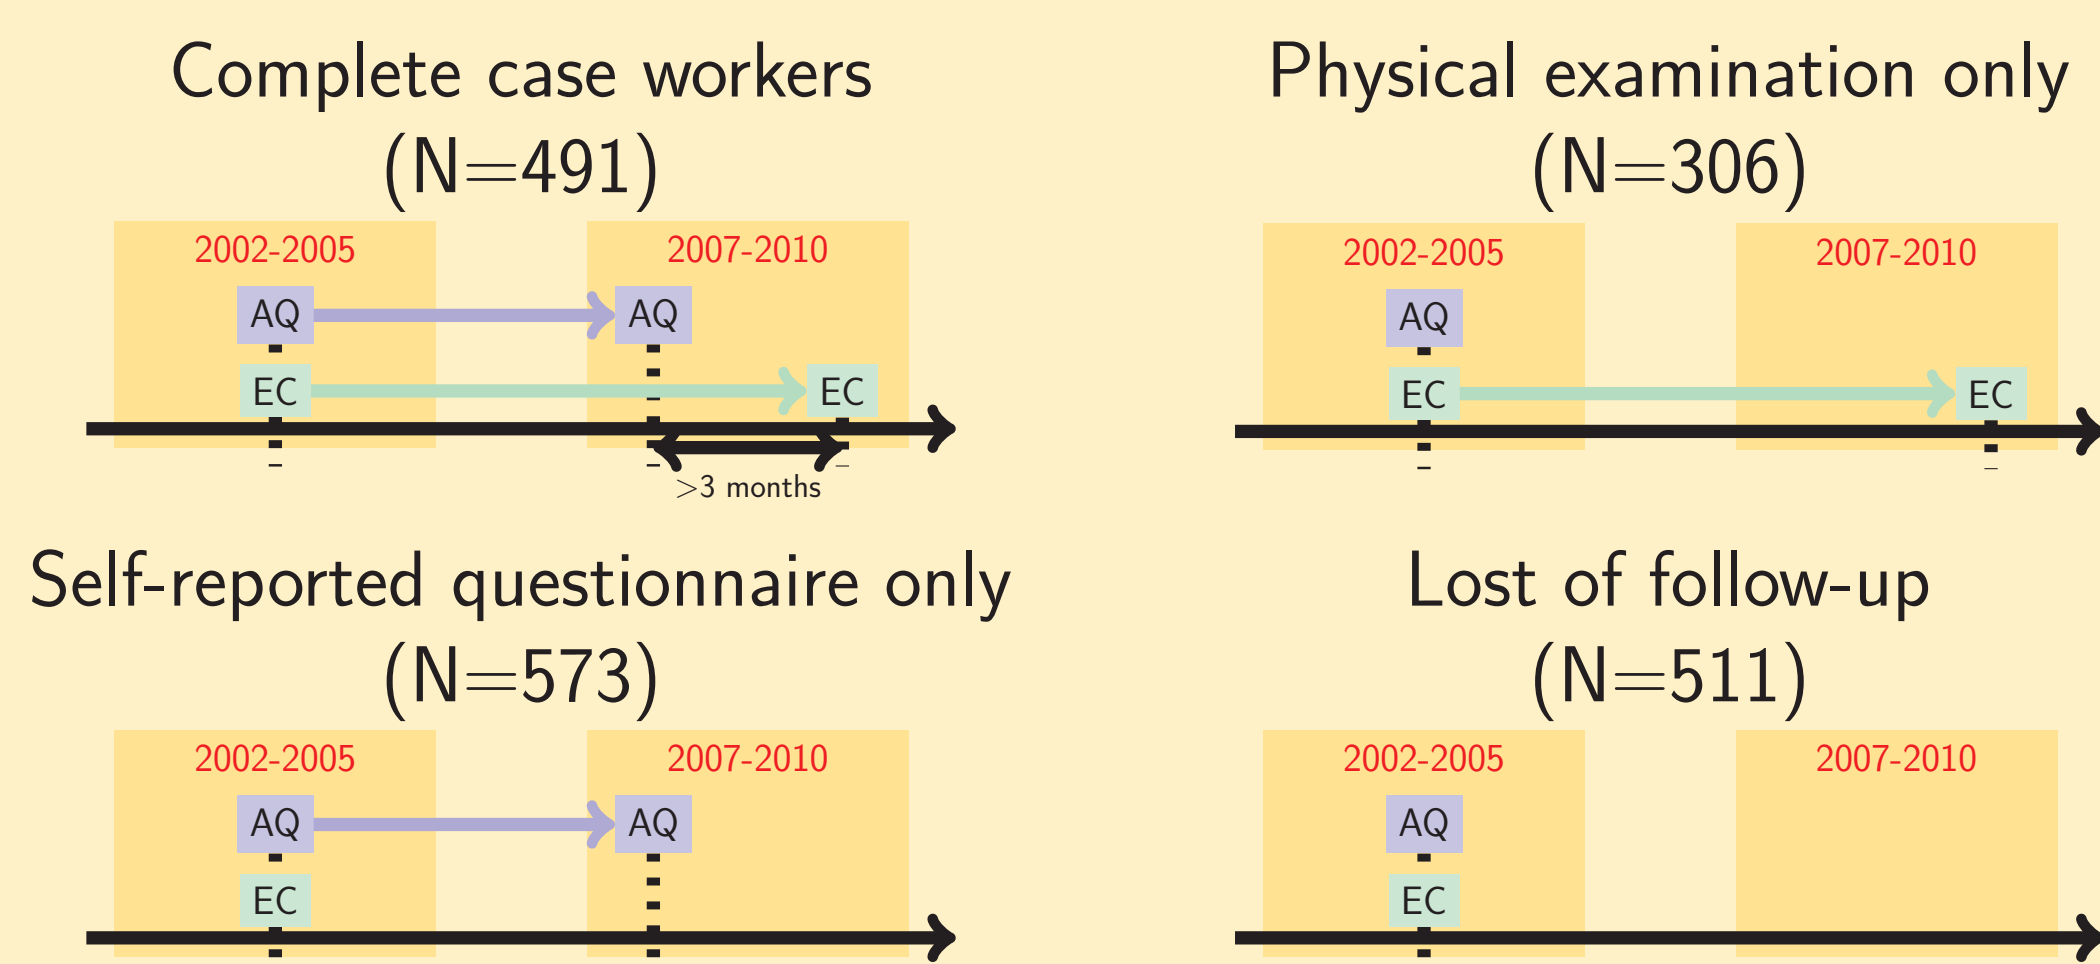 Complete case workers
(N=491)
2002-2005
2007-2010
AQ
AQ
EC
EC
>3 months
Physical examination only
(N=306)
2002-2005
2007-2010
AQ
EC
EC
Self-reported questionnaire only
(N=573)
2002-2005
2007-2010
AQ
AQ
EC
Lost of follow-up
(N=511)
2002-2005
2007-2010
AQ
EC